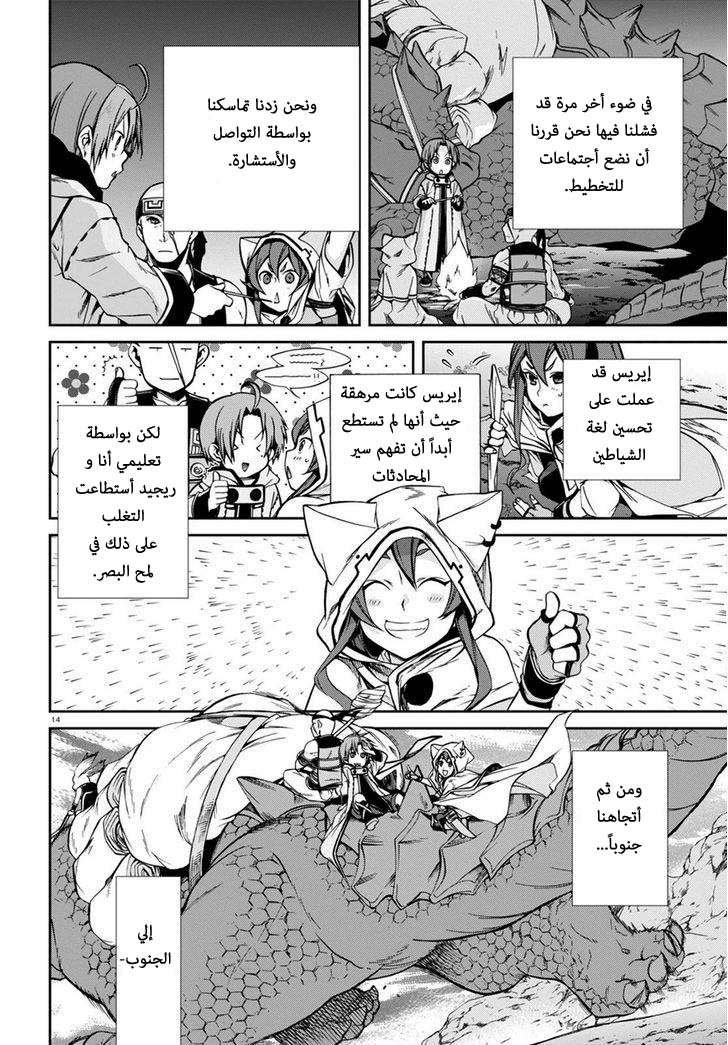 في ضوء أخر مرة قد
فشلنا فيها نحن قررنا
أن نضع أجتماعات
للتخطيط.
ونحن زدنا تماسكنا
بواسطة التواصل
والأستشارة.
إيريس قد
عملت على
تحسين لغة
الشياطين
إيريس كانت مرهقة
حيث أنها لم تستطع
أبداً أن تفهم سير
المحادثات
لكن بواسطة
تعليمي أنا و
ريجيد أستطاعت
التغلب
على ذلك في
لمح البصر.
14
ومن ثم
أتجاهنا
جنوباً...
إلي
الجنوب-